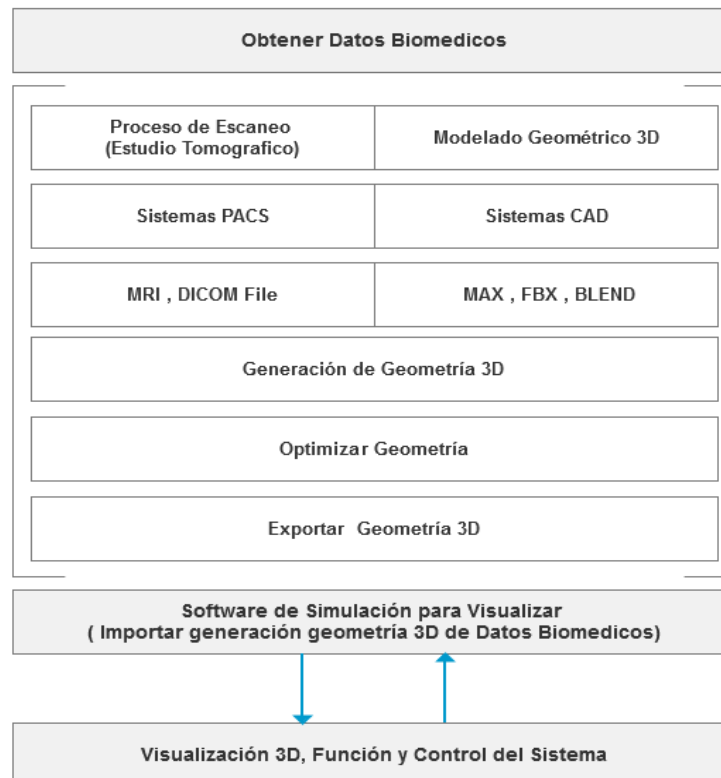 Obtener Datos Biomedicos
Proceso de Escaneo
(Estudio Tomografico)
Modelado Geométrico 3D
Sistemas PACS
Sistemas CAD
MRI , DICOM File
MAX , FBX , BLEND
Generación de Geometría 3D
Optimizar Geometría
Exportar Geometría 3D
Software de Simulación para Visualizar
( Importar generación geometría 3D de Datos Biomedicos)
Visualización 3D, Función y Control del Sistema